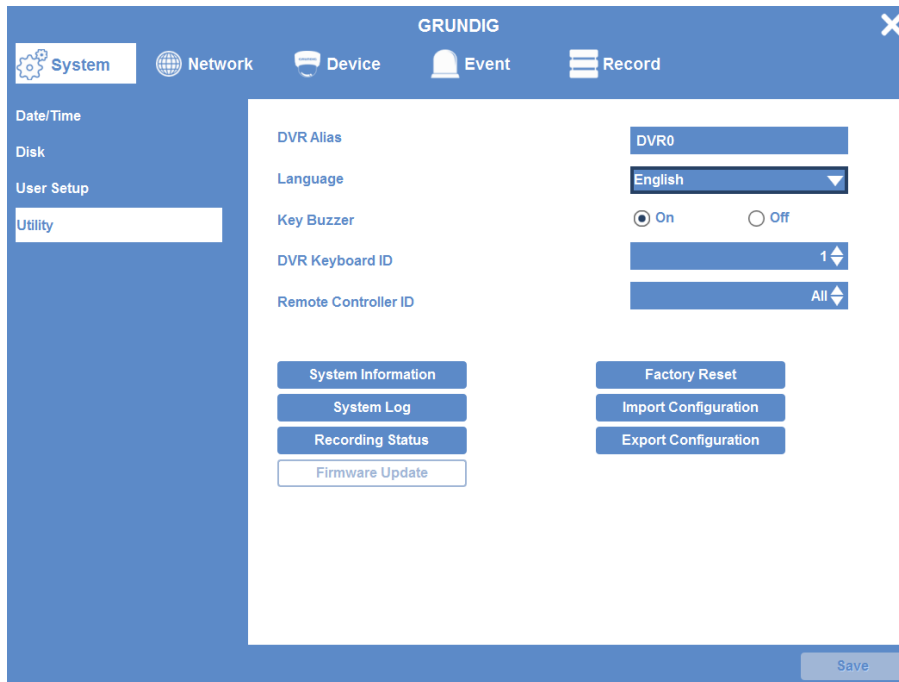 GRUNDIG
System Network Device Event Record
Date/Time
Disk
User Setup
Utility
DVR Alias DVR0
Language English
Key Buzzer On Off
DVR Keyboard ID 1
Remote Controller ID All
System Information Factory Reset
System Log Import Configuration
Recording Status Export Configuration
Firmware Update
Save